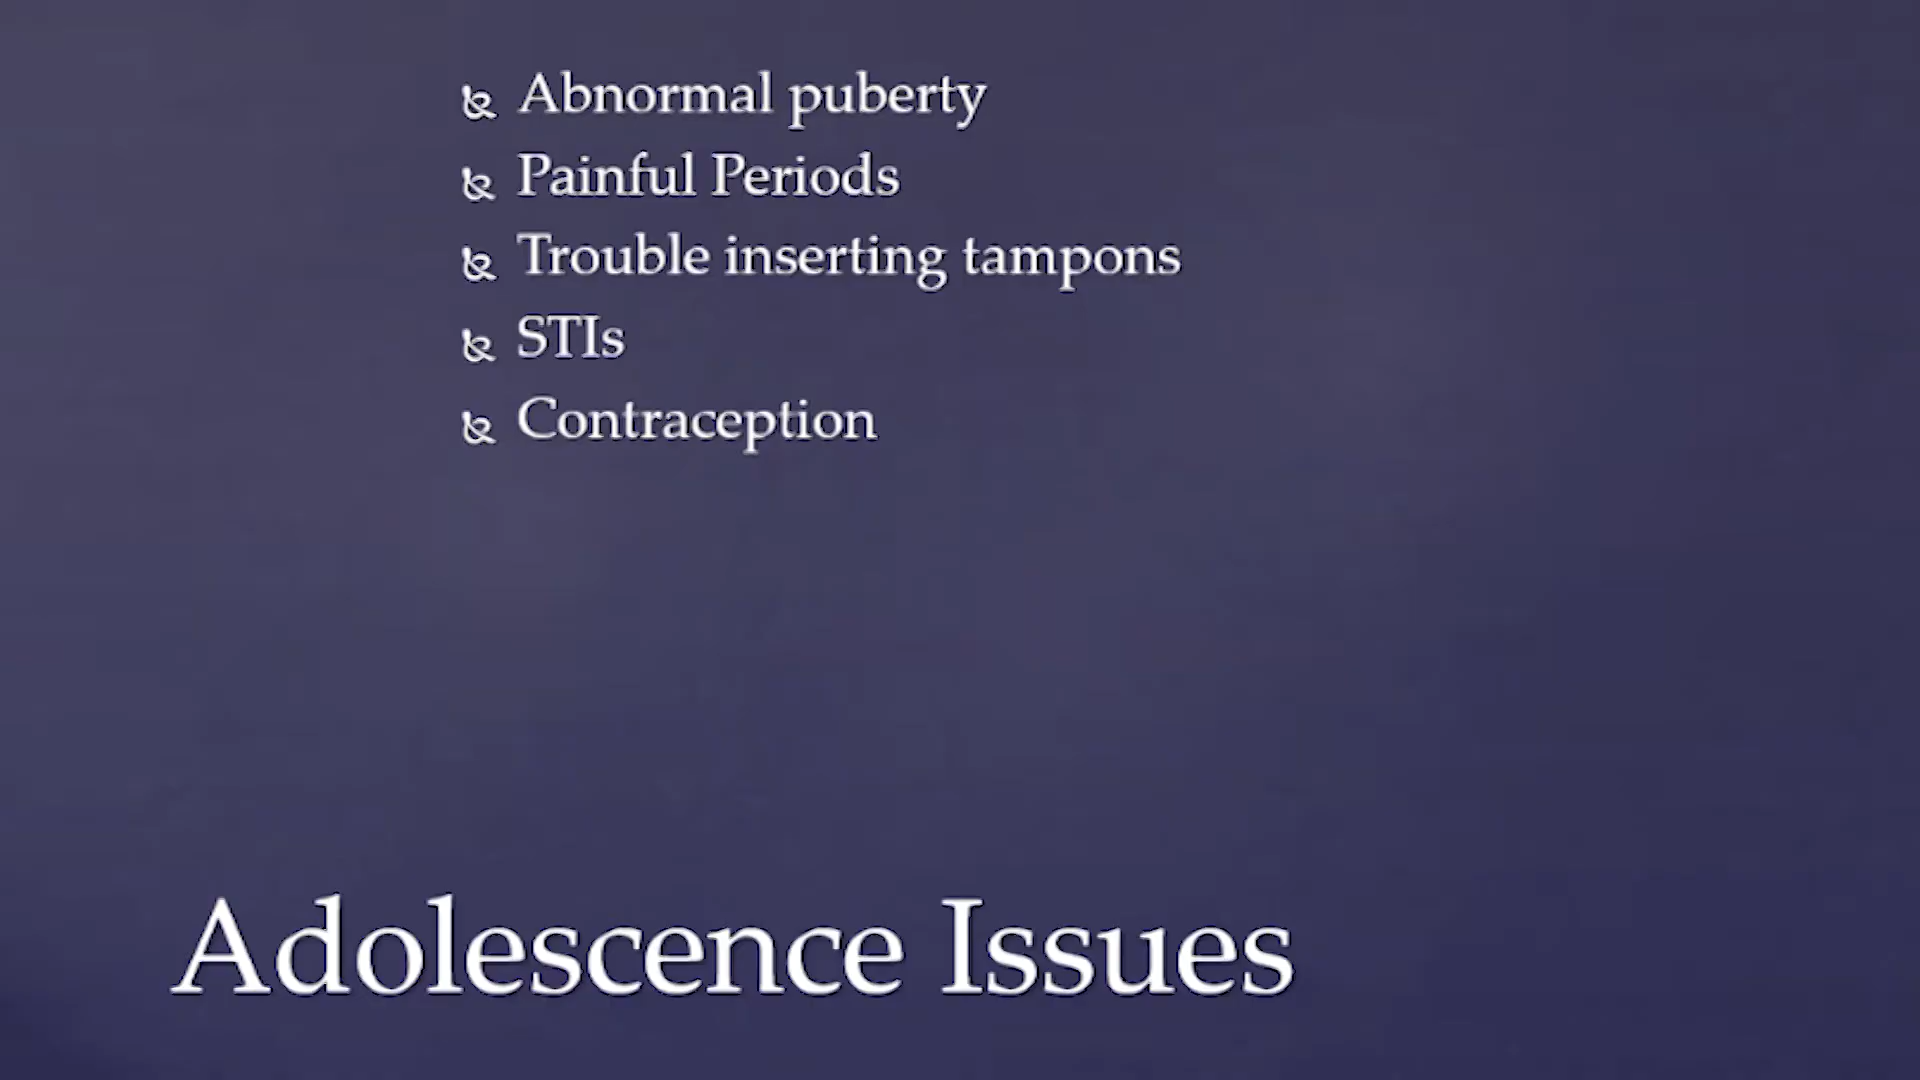 Abnormal puberty
Painful Periods
Trouble inserting tampons
STIs
Contraception
Adolescence Issues